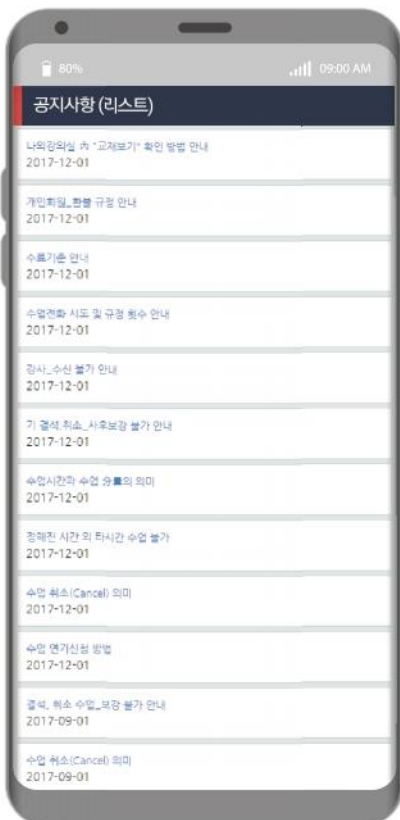 80%
09:00 AM
공지사항 (리스트)
나의강의실 內 "교재보기" 확인 방법 안내
2017-12-01
개인회원_환불 규정 안내
2017-12-01
수료기준 안내
2017-12-01
수업전화 시도 및 규정 횟수 안내
2017-12-01
강사_수신 불가 안내
2017-12-01
기 결석,취소_사후보강 불가 안내
2017-12-01
수업시간과 수업 分■의 의미
2017-12-01
정해진 시간 외 타시간 수업 불가
2017-12-01
수업 취소(Cancel) 의미
2017-12-01
수업 연기신청 방법
2017-12-01
결석, 취소 수업_보강 불가 안내
2017-09-01
수업 취소(Cancel) 의미
2017-09-01